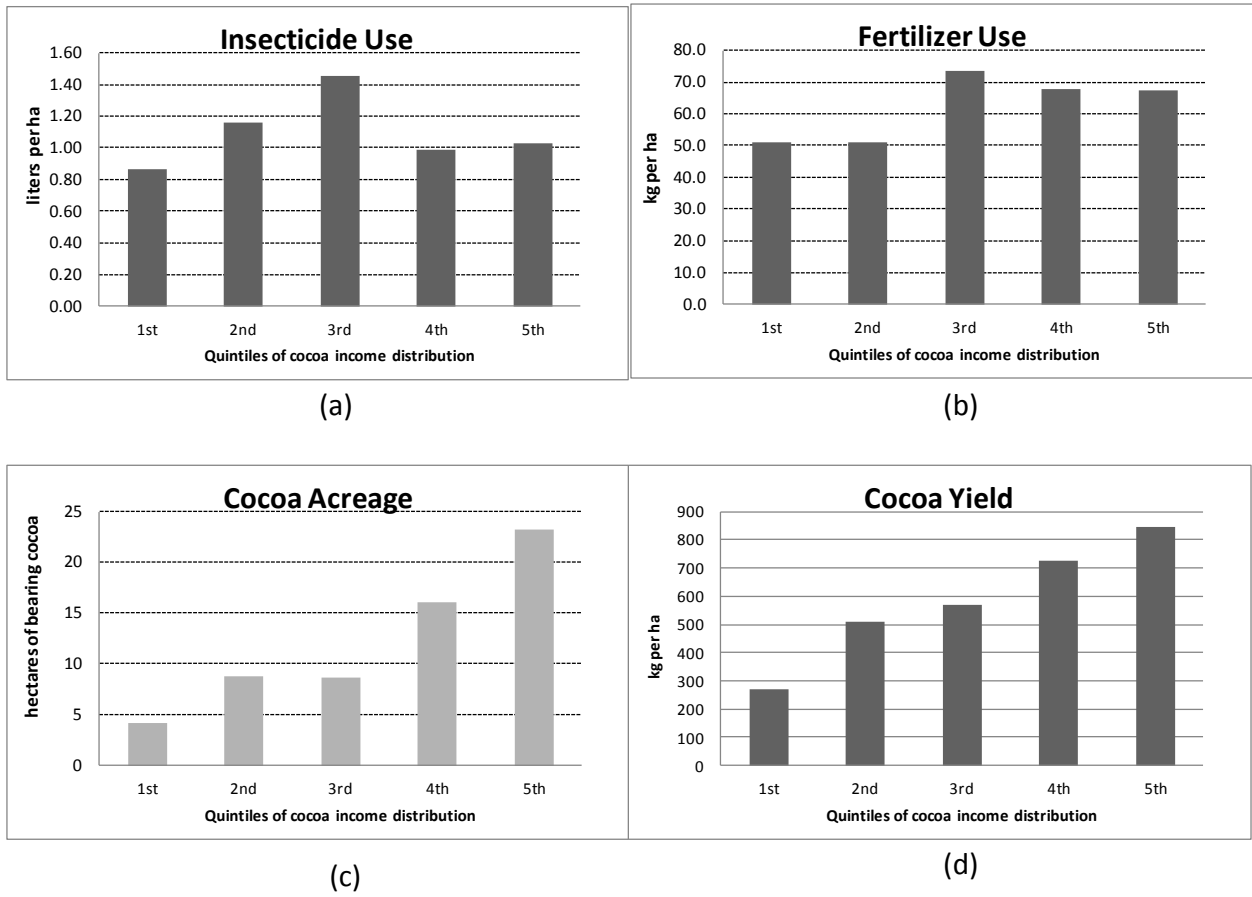 Insecticide Use
liters per ha
1.60
1.40
1.20
1.00
0.80
0.60
0.40
0.20
0.00
1st 2nd 3rd 4th 5th
Quintiles of cocoa income distribution
(a)
Fertilizer Use
kg per ha
80.0
70.0
60.0
50.0
40.0
30.0
20.0
10.0
0.0
1st 2nd 3rd 4th 5th
Quintiles of cocoa income distribution
(b)
Cocoa Acreage
hectares of bearing cocoa
25
20
15
10
5
0
1st 2nd 3rd 4th 5th
Quintiles of cocoa income distribution
(c)
Cocoa Yield
kg per ha
900
800
700
600
500
400
300
200
100
0
1st 2nd 3rd 4th 5th
Quintiles of cocoa income distribution
(d)